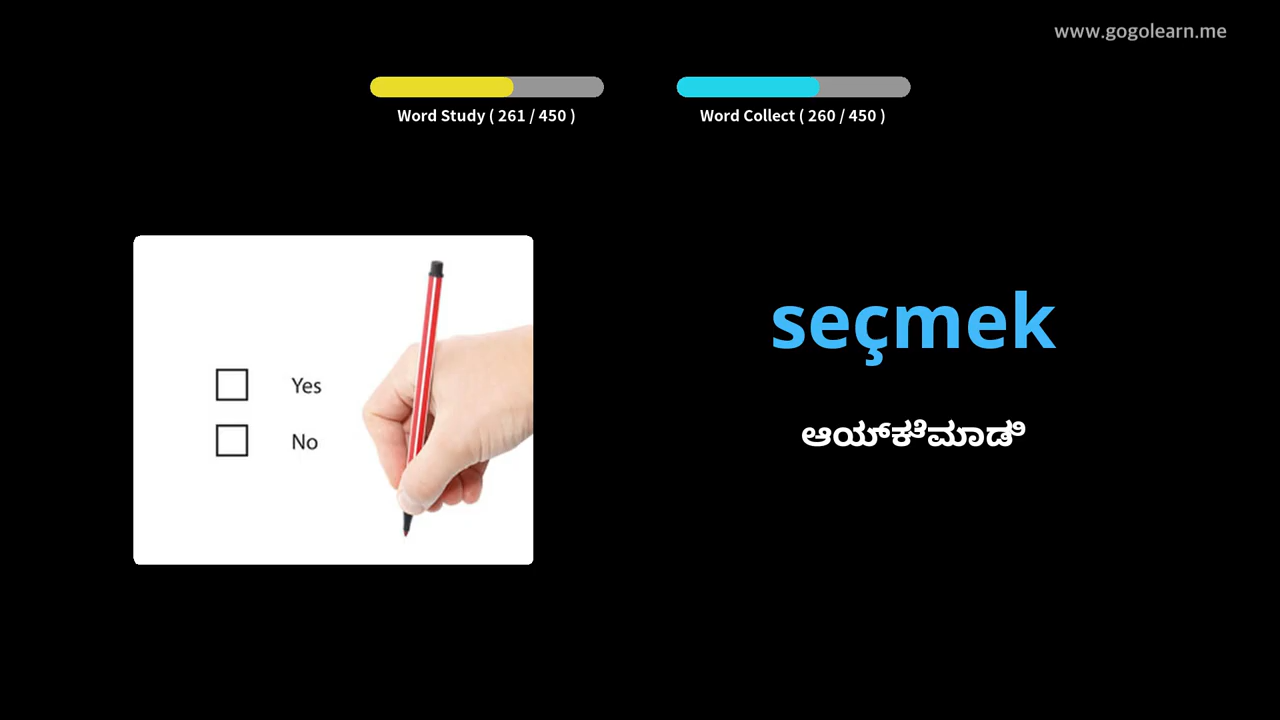 www.gogolearn.me
Word Study ( 261 / 450 )
Word Collect ( 260 / 450 )
Yes
No
seçmek
ಆಯ್ಕೆಮಾಡಿ